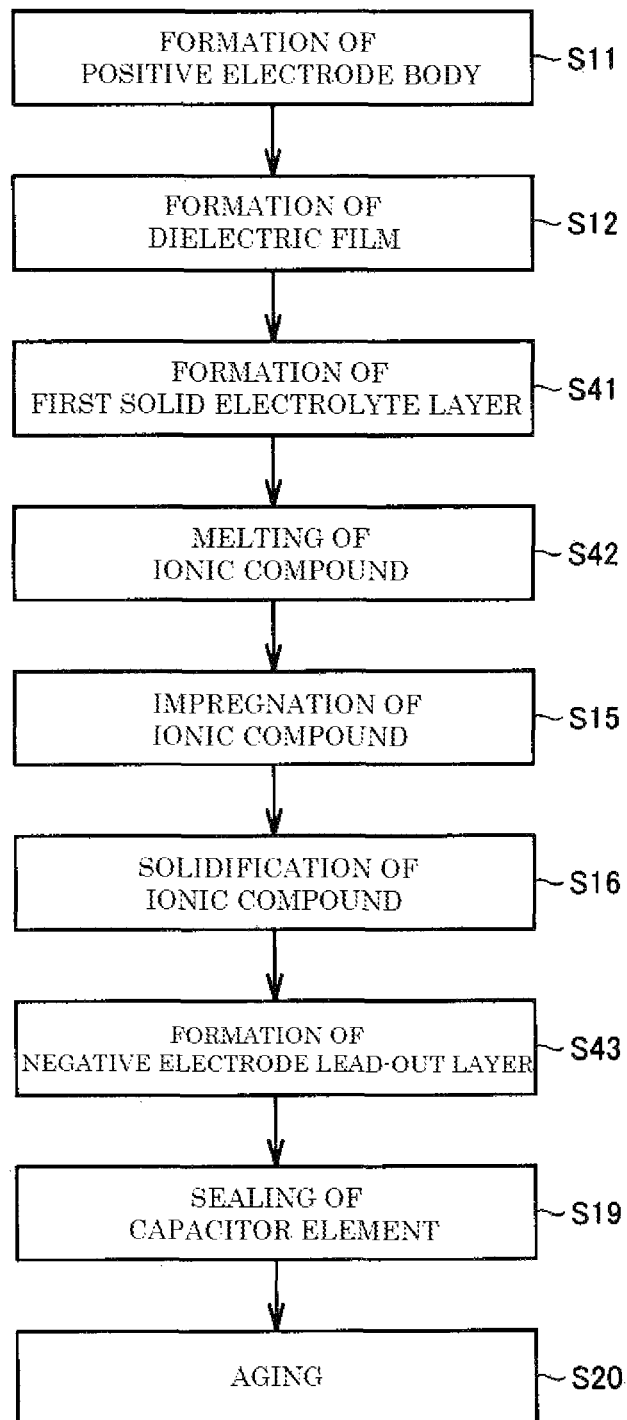 FORMATION OF
POSITIVE ELECTRODE BODY
S11
FORMATION OF
DIELECTRIC FILM
S12
FORMATION OF
FIRST SOLID ELECTROLYTE LAYER
S41
MELTING OF
IONIC COMPOUND
S42
IMPREGNATION OF
IONIC COMPOUND
S15
SOLIDIFICATION OF
IONIC COMPOUND
S16
FORMATION OF
NEGATIVE ELECTRODE LEAD-OUT LAYER
S43
SEALING OF
CAPACITOR ELEMENT
S19
AGING
S20